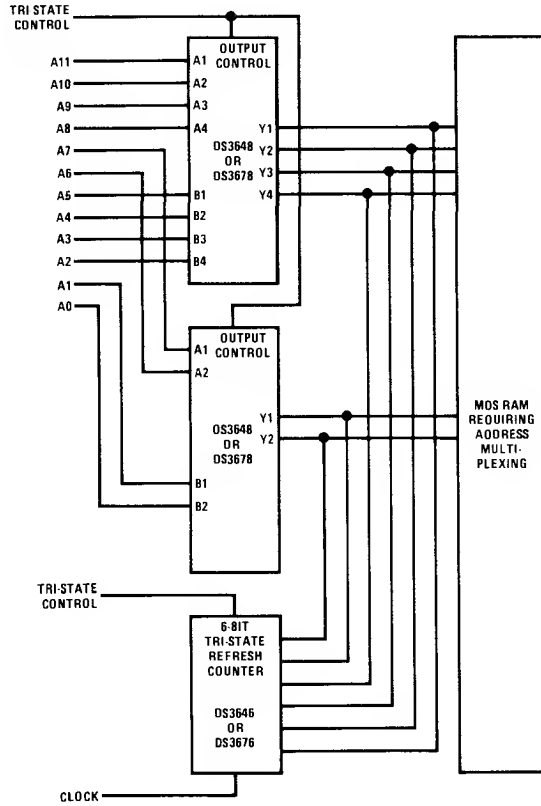 TRI STATE
CONTROL
A11
A10
A9
A8
A7
A6
A5
A4
A3
A2
A1
A0
OUTPUT
CONTROL
A1
A2
A3
A4
B1
B2
B3
B4
DS3648
OR
DS3678
Y1
Y2
Y3
Y4
OUTPUT
CONTROL
A1
A2
B1
B2
OS3648
OR
DS3678
Y1
Y2
MOS RAM
REQUIRING
ADDRESS
MULTI-
PLEXING
TRI-STATE
CONTROL
6-BIT
TRI-STATE
REFRESH
COUNTER
DS3646
OR
DS3676
CLOCK